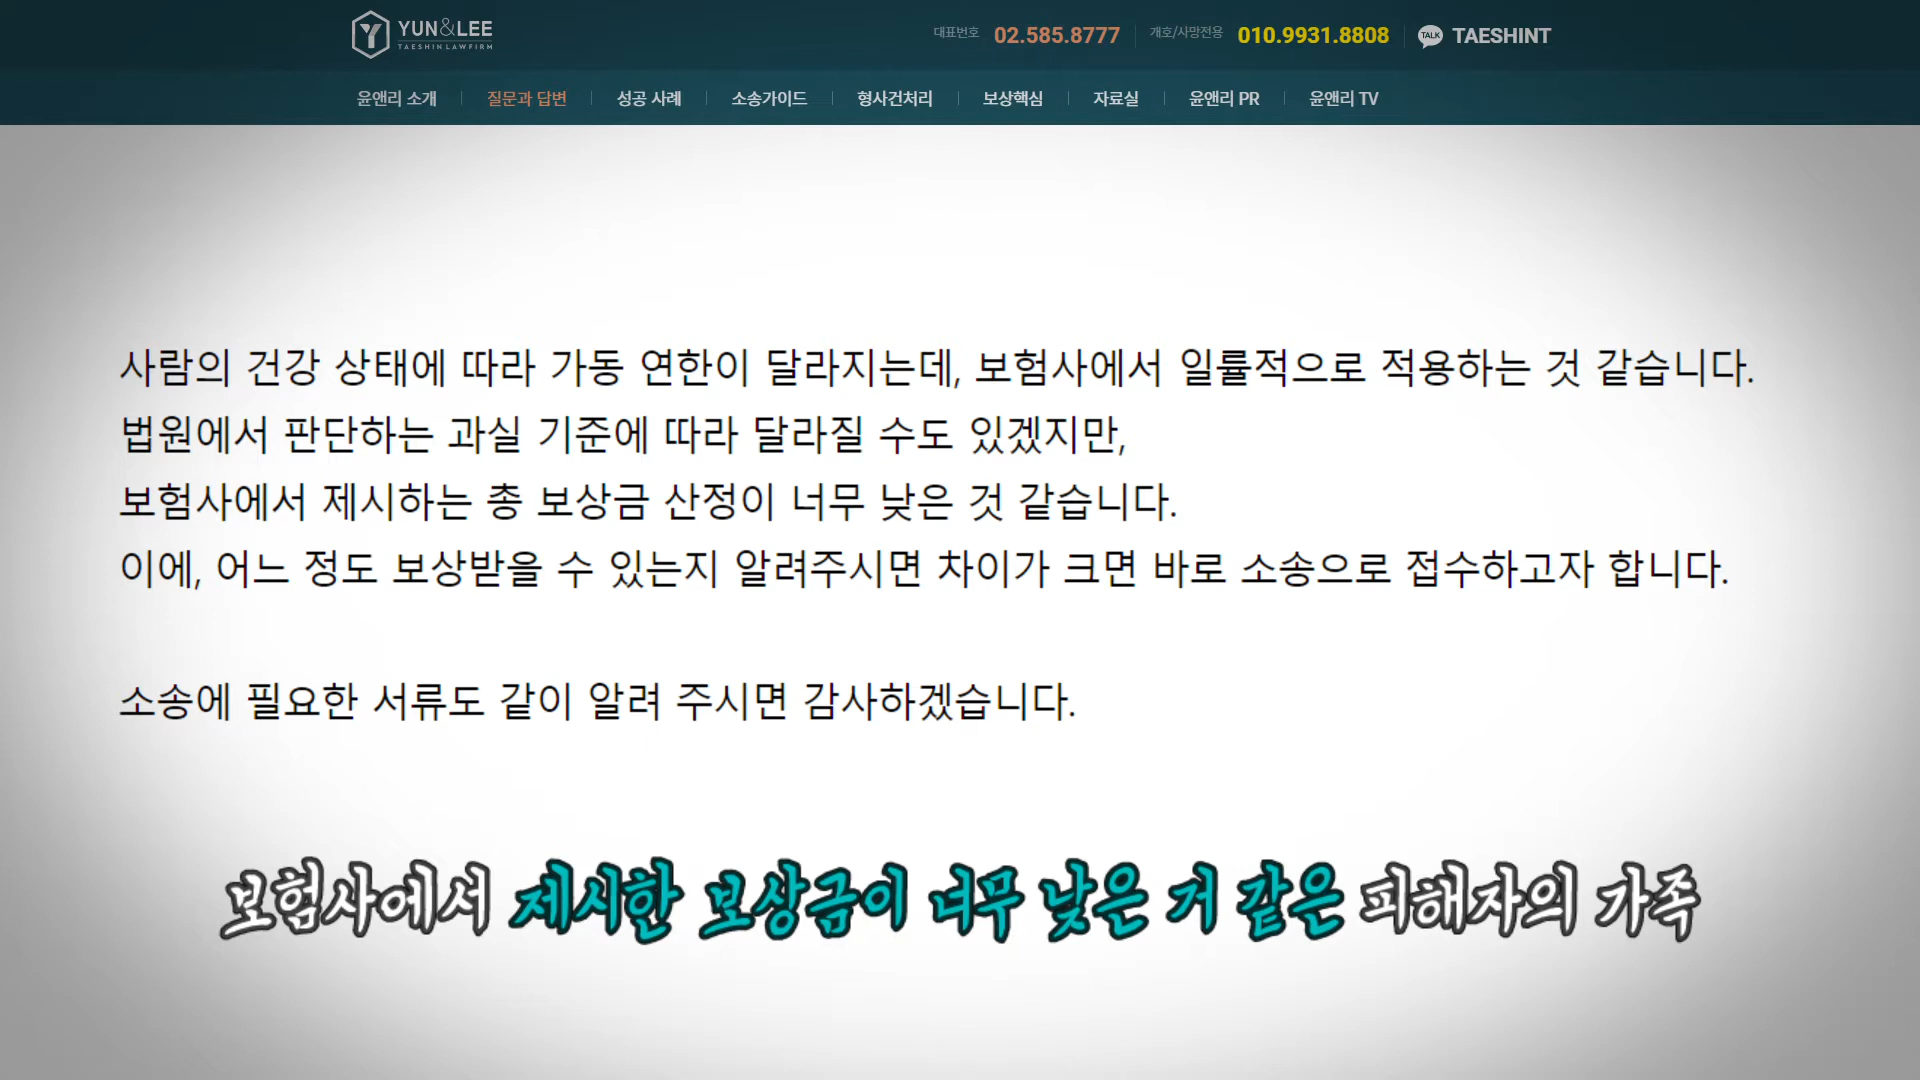 YUN&LEE
TAESHIN LAWFIRM
대표번호 02.585.8777 개호/사망전용 010.9931.8808 TALK TAESHINT
윤앤리 소개 질문과 답변 성공 사례 소송가이드 형사건처리 보상핵심 자료실 윤앤리 PR 윤앤리 TV
사람의 건강 상태에 따라 가동 연한이 달라지는데, 보험사에서 일률적으로 적용하는 것 같습니다.
법원에서 판단하는 과실 기준에 따라 달라질 수도 있겠지만,
보험사에서 제시하는 총 보상금 산정이 너무 낮은 것 같습니다.
이에, 어느 정도 보상받을 수 있는지 알려주시면 차이가 크면 바로 소송으로 접수하고자 합니다.
소송에 필요한 서류도 같이 알려 주시면 감사하겠습니다.
보험사에서 제시한 보상금이 너무 낮은 거 같은 피해자의 가족